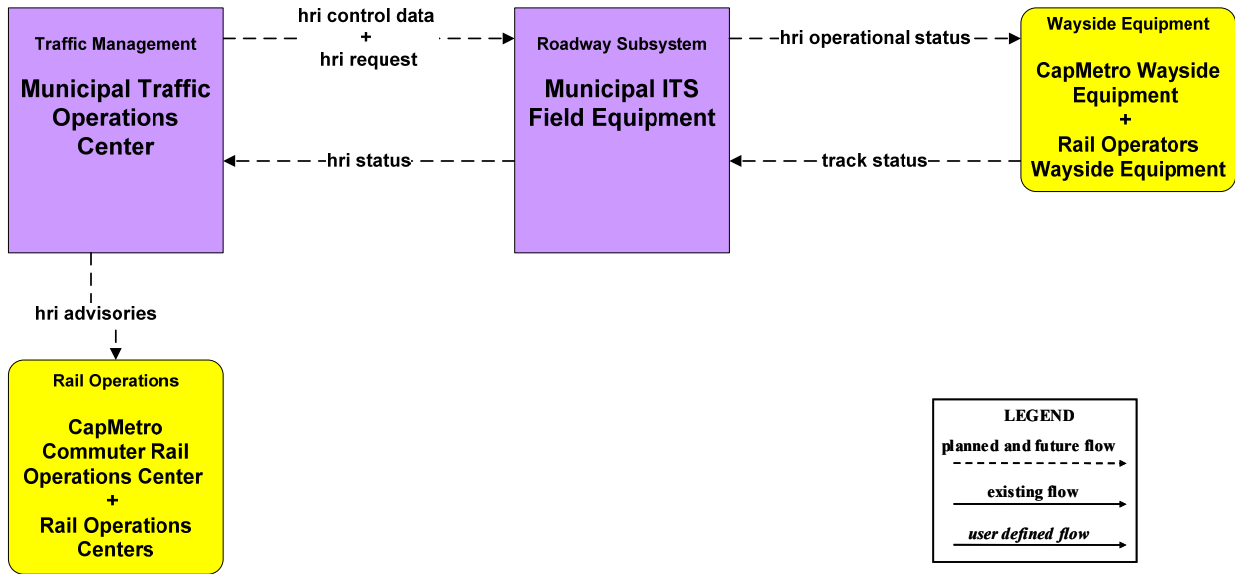 Traffic Management
Municipal Traffic
Operations
Center
hri control data
+
hri request
Roadway Subsystem
Municipal ITS
Field Equipment
hri operational status
Wayside Equipment
CapMetro Wayside
Equipment
+
Rail Operators
Wayside Equipment
hri status
track status
hri advisories
Rail Operations
CapMetro
Commuter Rail
Operations Center
+
Rail Operations
Centers
LEGEND
planned and future flow
existing flow
user defined flow